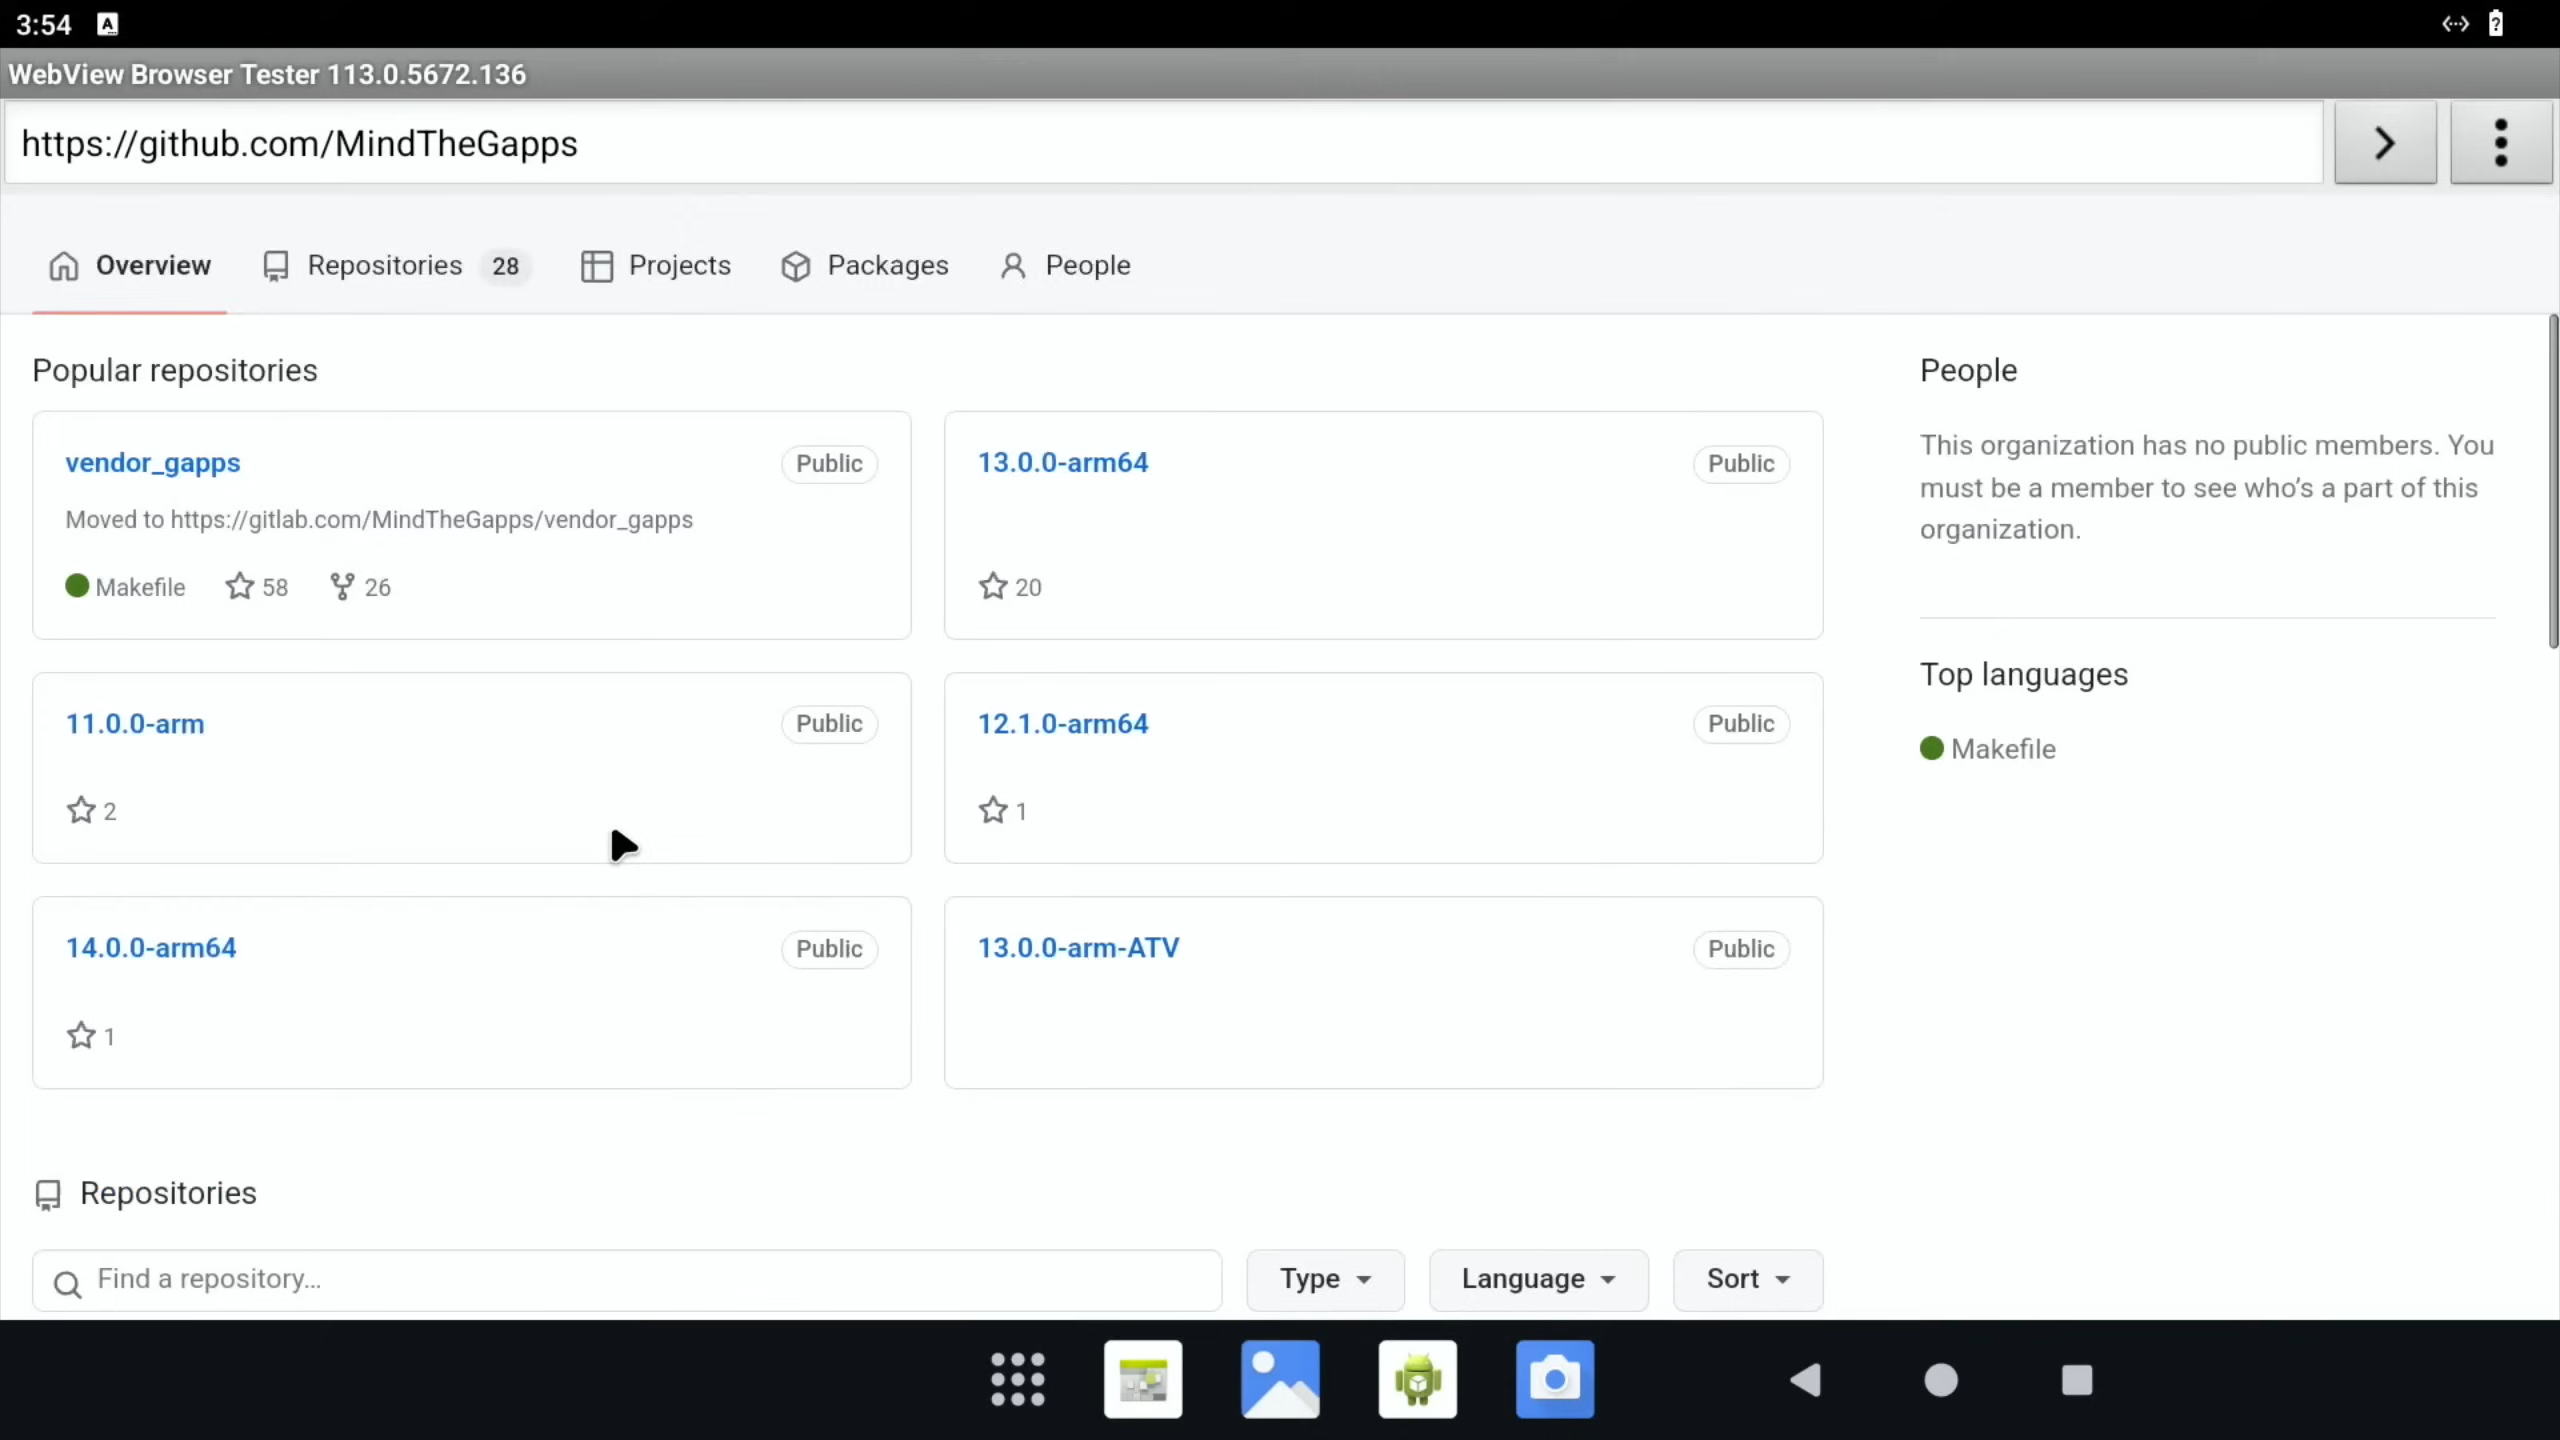 3:54
A
WebView Browser Tester 113.0.5672.136
https://github.com/MindTheGapps
Overview
Repositories 28
Projects
Packages
People
Popular repositories
vendor_gapps Public
Moved to https://gitlab.com/MindTheGapps/vendor_gapps
Makefile 58 26
13.0.0-arm64 Public
20
11.0.0-arm Public
2
12.1.0-arm64 Public
1
14.0.0-arm64 Public
1
13.0.0-arm-ATV Public
People
This organization has no public members. You
must be a member to see who’s a part of this
organization.
Top languages
Makefile
Repositories
Find a repository…
Type
Language
Sort